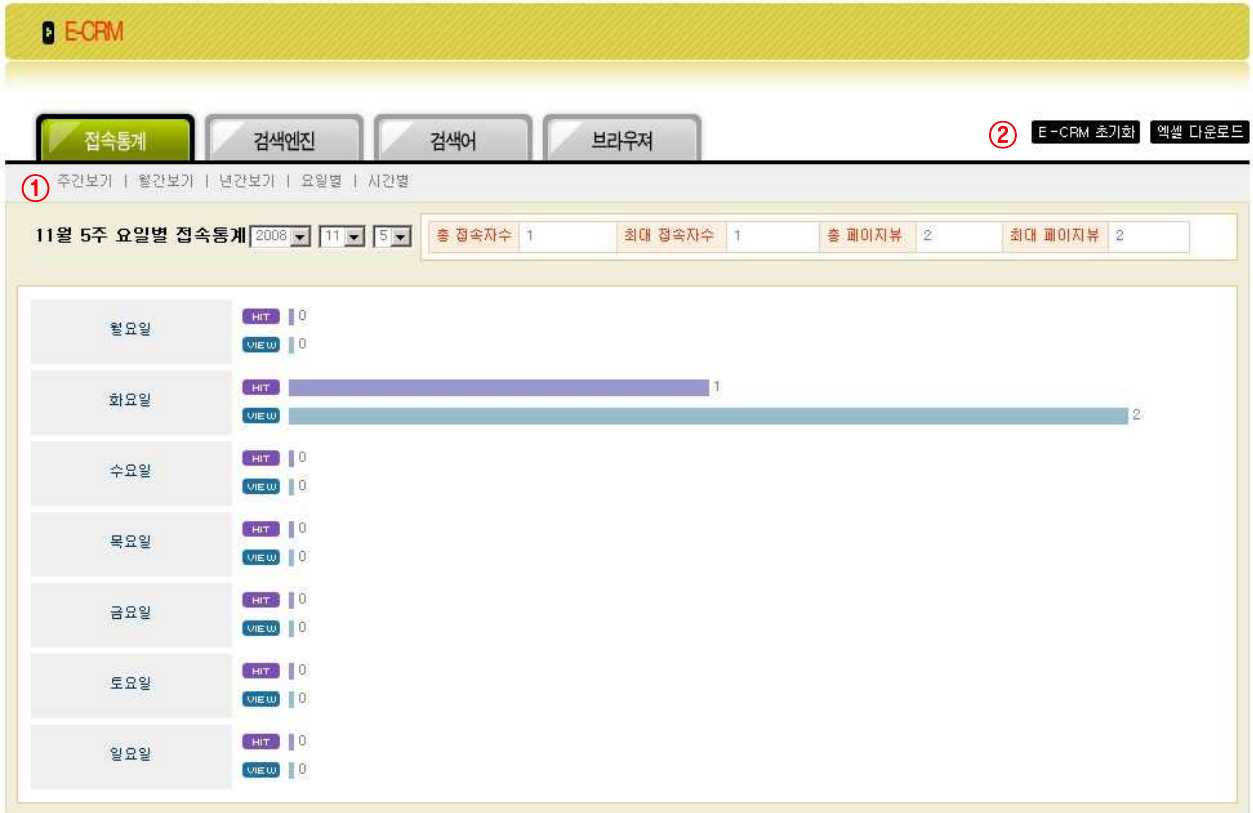 E-CRM
접속통계 검색엔진 검색어 브라우져 ② E-CRM 초기화 엑셀 다운로드
① 주간보기 | 월간보기 | 년간보기 | 요일별 | 시간별
11월 5주 요일별 접속통계 2008 11 5 총 접속자수 1 최대 접속자수 1 총 페이지뷰 2 최대 페이지뷰 2
월요일 HIT 0
VIEW 0
화요일 HIT 1
VIEW 2
수요일 HIT 0
VIEW 0
목요일 HIT 0
VIEW 0
금요일 HIT 0
VIEW 0
토요일 HIT 0
VIEW 0
일요일 HIT 0
VIEW 0